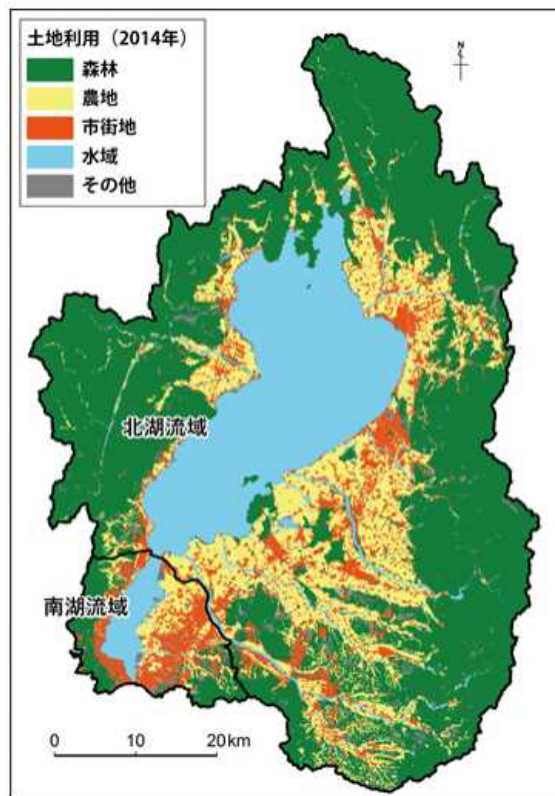 土地利用（2014年）
森林
農地
市街地
水域
その他
N
北湖流域
南湖流域
0 10 20km